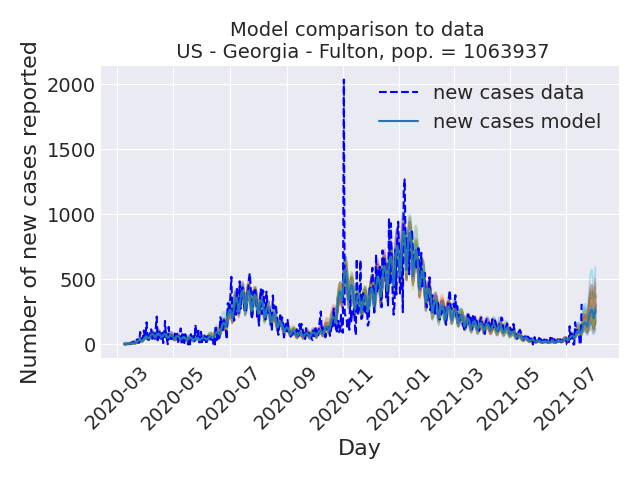 Model comparison to data
US - Georgia - Fulton, pop. = 1063937
Number of new cases reported
2000
1500
1000
500
0
new cases data
new cases model
2020-03
2020-05
2020-07
2020-09
2020-11
2021-01
2021-03
2021-05
2021-07
Day